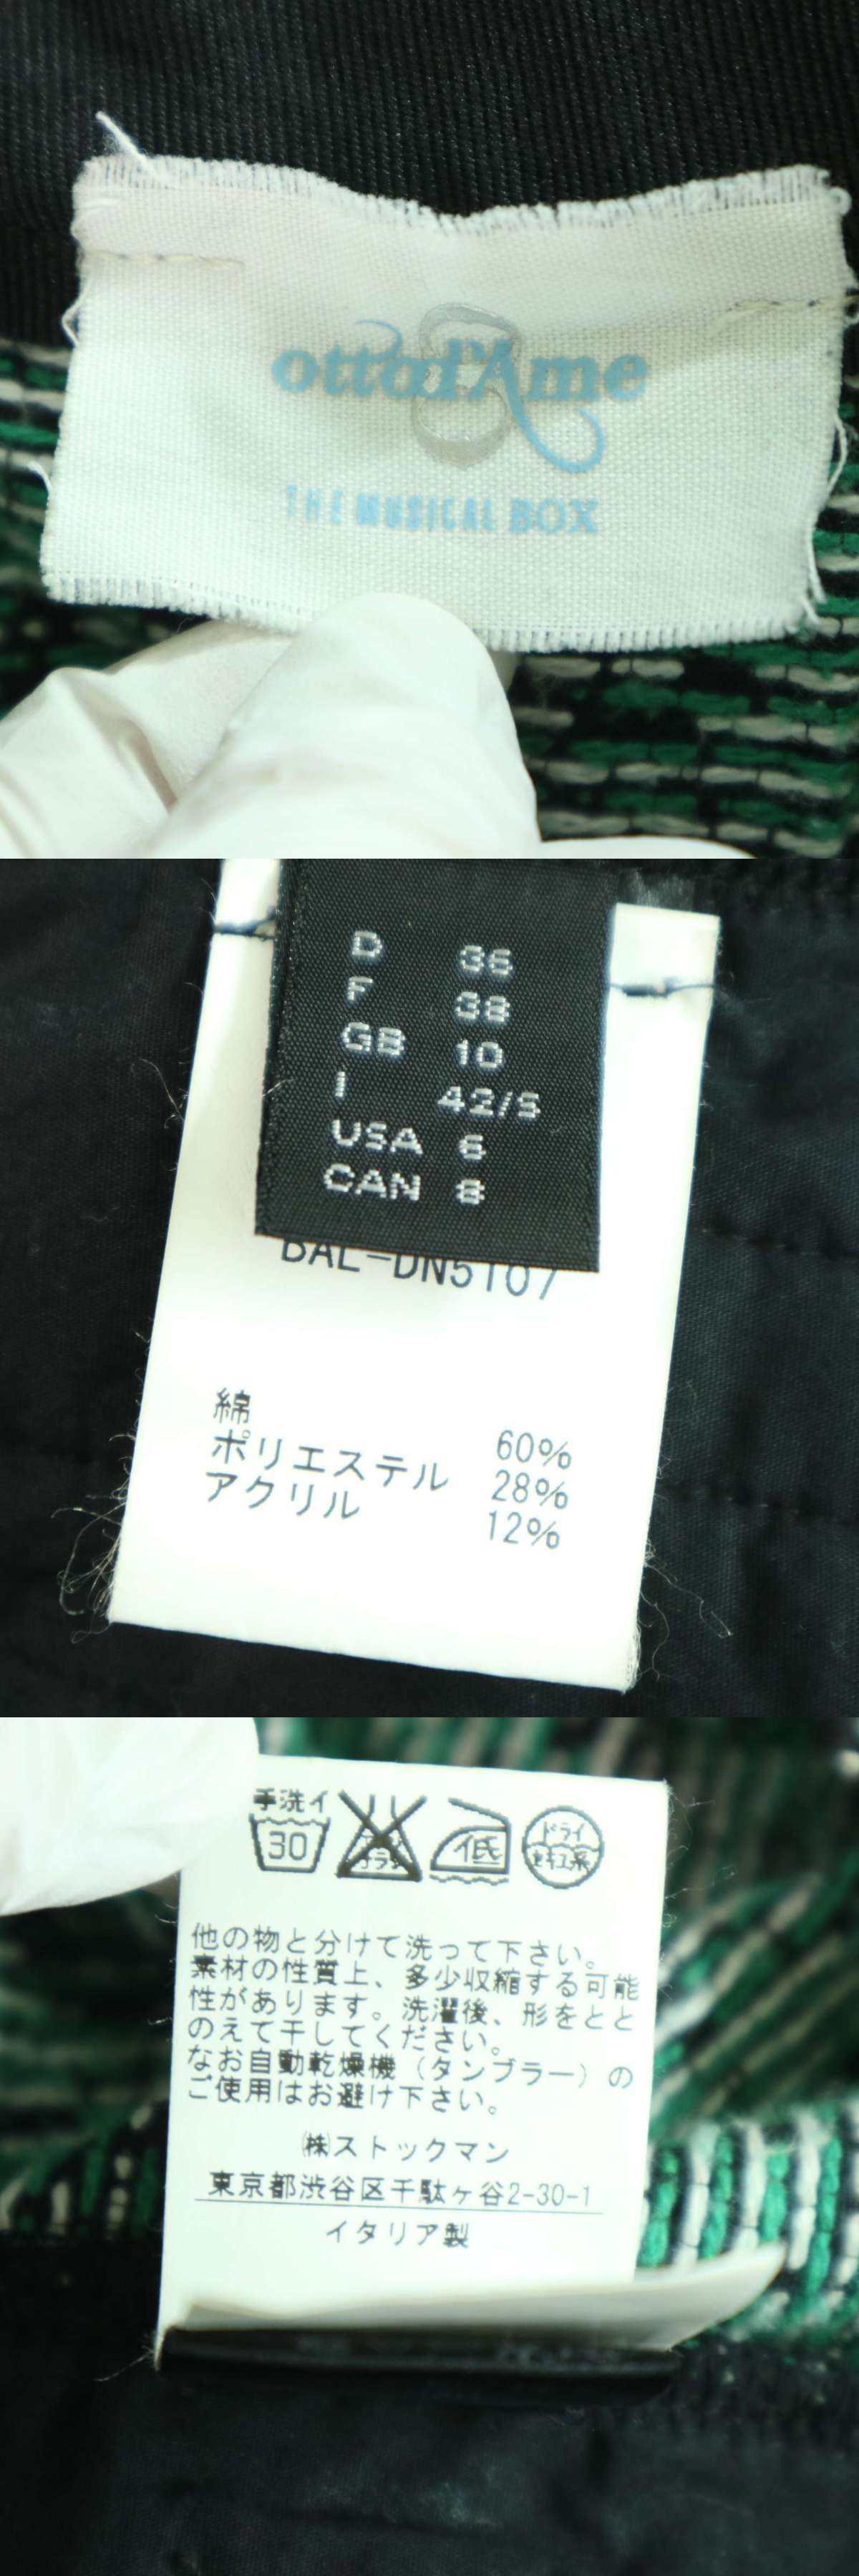 ottod'Ame
THE MUSICAL BOX
D 36
F 38
GB 10
I 42/S
USA 6
CAN 8
BAL-DN5107
綿 60%
ポリエステル 28%
アクリル 12%
手洗イ
30
低
ドライ
他の物と分けて洗って下さい。
素材の性質上、多少収縮する可能
性があります。洗濯後、形をとと
のえて干してください。
なお自動乾燥機(タンブラー)の
ご使用はお避け下さい。
㈱ストックマン
東京都渋谷区千駄ヶ谷2-30-1
イタリア製